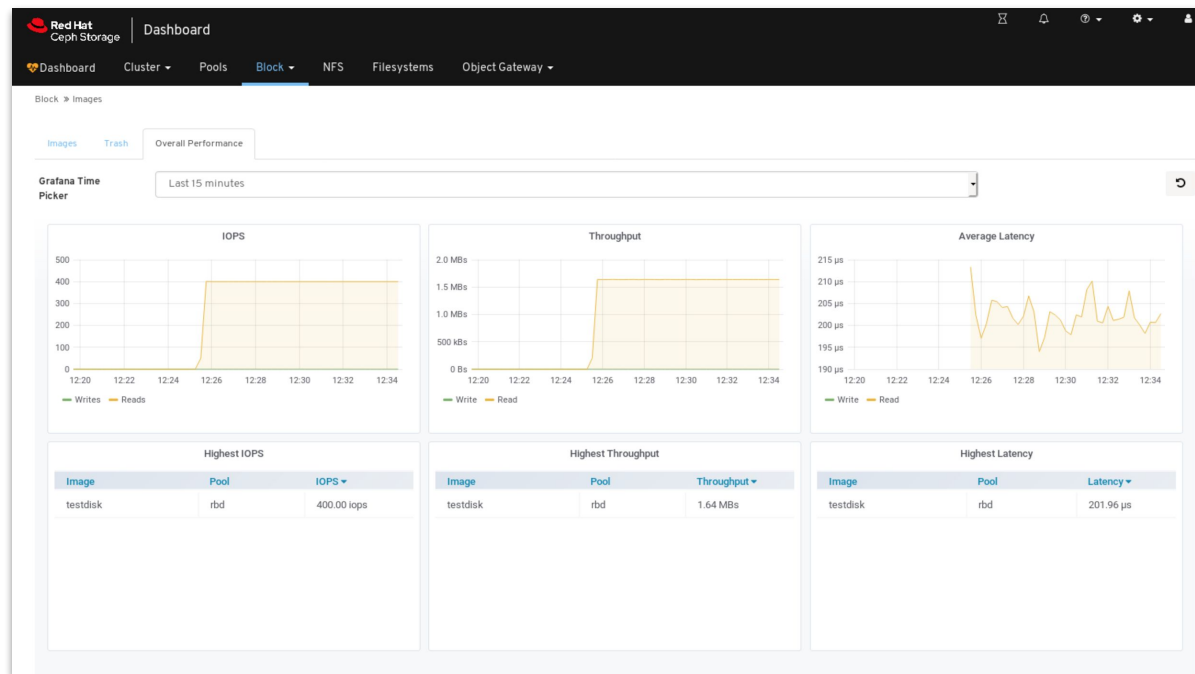 Red Hat
Ceph Storage
Dashboard
Dashboard Cluster Pools Block NFS Filesystems Object Gateway
Block » Images
Images Trash Overall Performance
Grafana Time
Picker
Last 15 minutes
IOPS
500
400
300
200
100
0
12:20 12:22 12:24 12:26 12:28 12:30 12:32 12:34
Writes Reads
Throughput
2.0 MBs
1.5 MBs
1.0 MBs
500 kBs
0 Bs
12:20 12:22 12:24 12:26 12:28 12:30 12:32 12:34
Write Read
Average Latency
215 µs
210 µs
205 µs
200 µs
195 µs
190 µs
12:20 12:22 12:24 12:26 12:28 12:30 12:32 12:34
Write Read
Highest IOPS
Image Pool IOPS
testdisk rbd 400.00 iops
Highest Throughput
Image Pool Throughput
testdisk rbd 1.64 MBs
Highest Latency
Image Pool Latency
testdisk rbd 201.96 µs